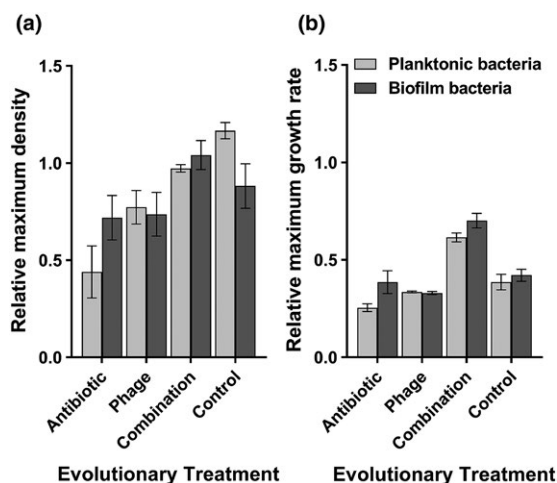 (a)
Relative maximum density
1.5
1.0
0.5
0.0
Antibiotic
Phage
Combination
Control
Evolutionary Treatment
(b)
Relative maximum growth rate
1.5
1.0
0.5
0.0
Planktonic bacteria
Biofilm bacteria
Antibiotic
Phage
Combination
Control
Evolutionary Treatment